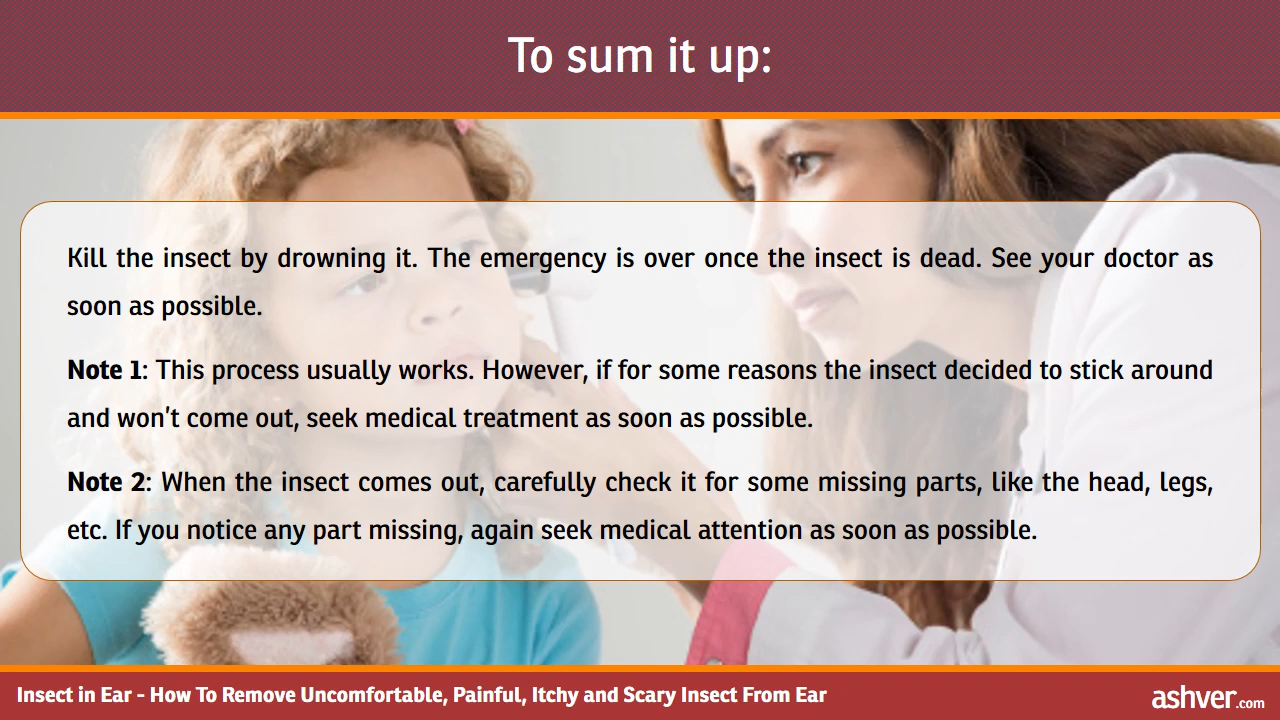 To sum it up:
Kill the insect by drowning it. The emergency is over once the insect is dead. See your doctor as
soon as possible.
Note 1: This process usually works. However, if for some reasons the insect decided to stick around
and won't come out, seek medical treatment as soon as possible.
Note 2: When the insect comes out, carefully check it for some missing parts, like the head, legs,
etc. If you notice any part missing, again seek medical attention as soon as possible.
Insect in Ear - How To Remove Uncomfortable, Painful, Itchy and Scary Insect From Ear
ashver.com